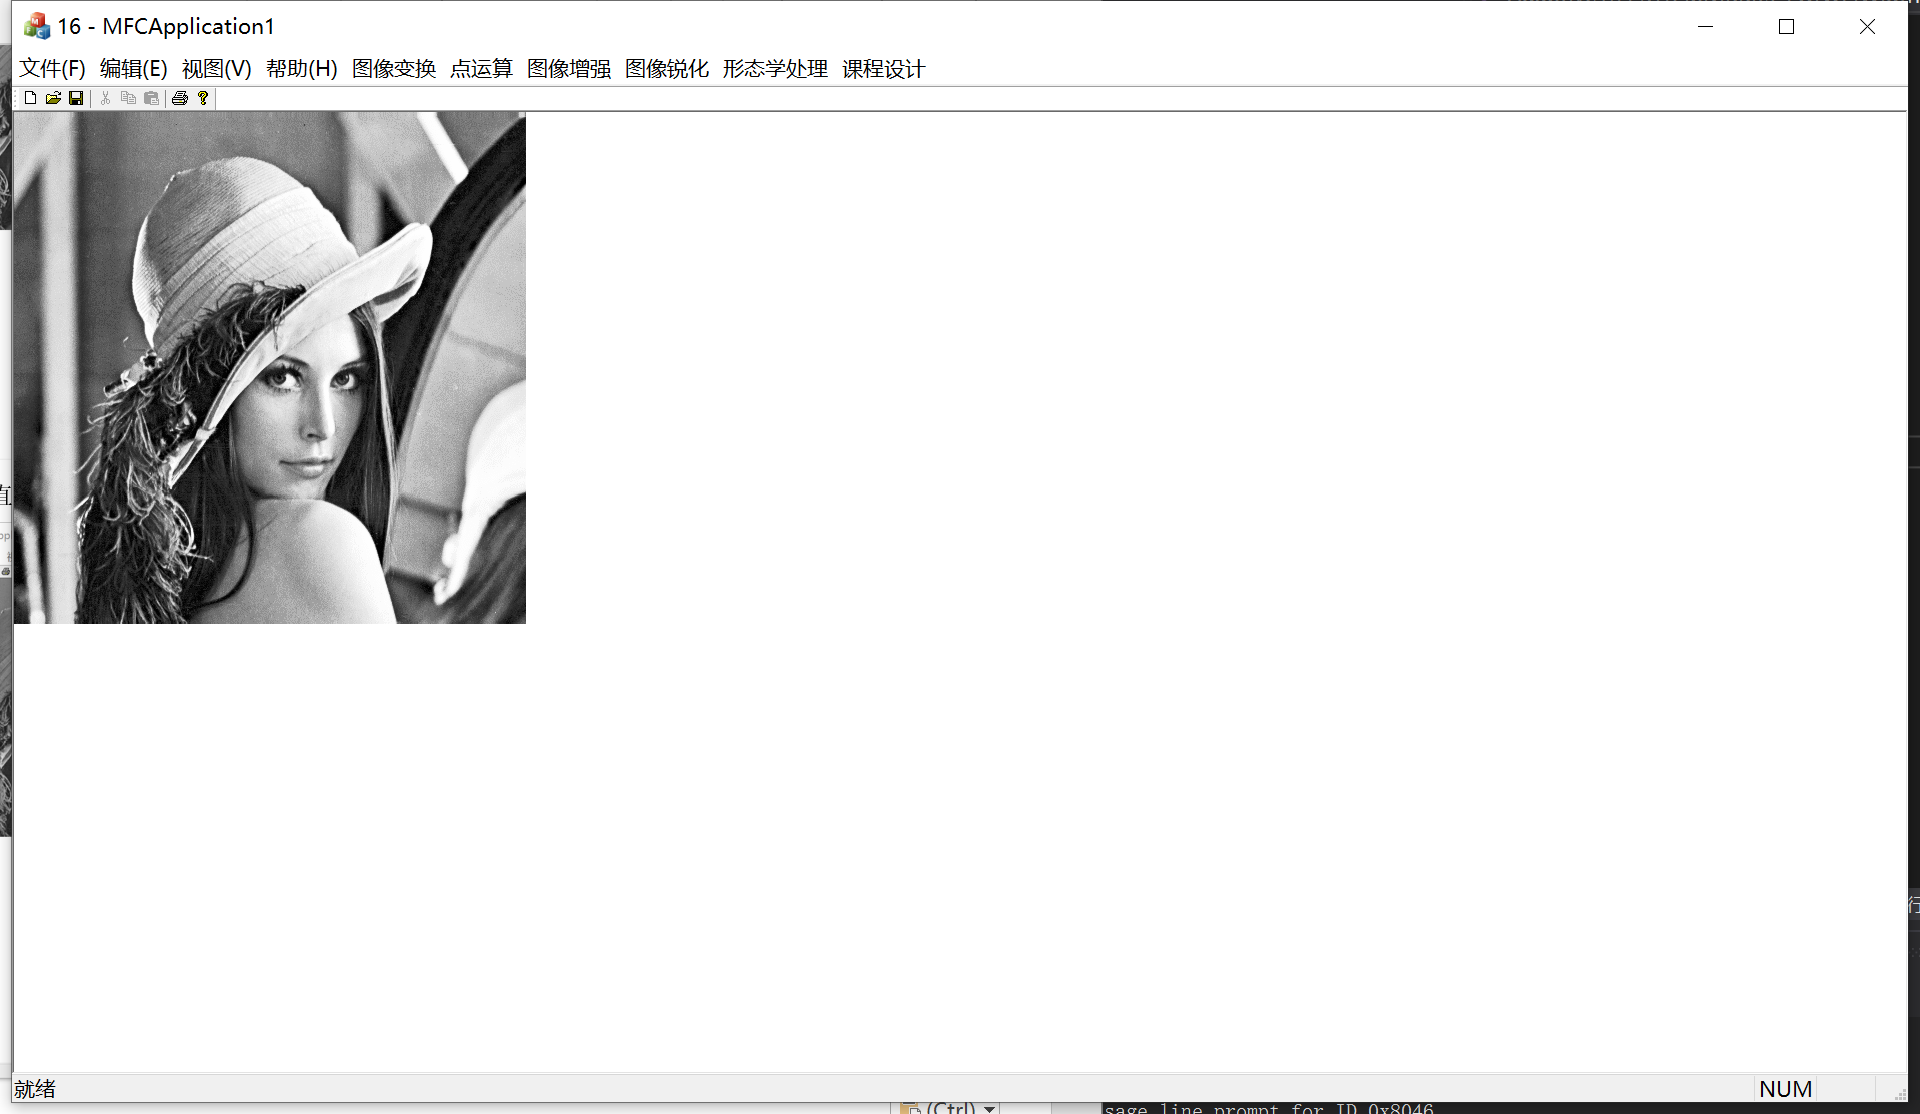 16 - MFCApplication1
文件(F) 编辑(E) 视图(V) 帮助(H) 图像变换 点运算 图像增强 图像锐化 形态学处理 课程设计
直
行
就绪
NUM
(Ctrl)
sage line prompt for ID 0x8046